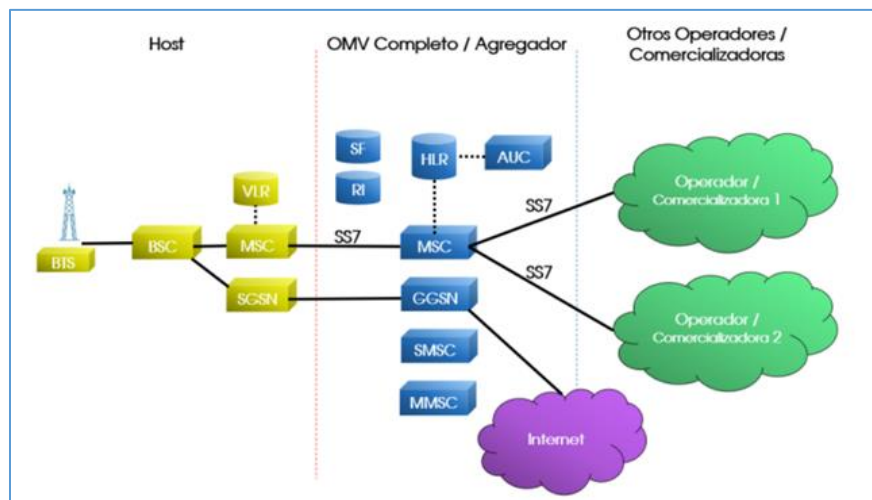 Host
OMV Completo / Agregador
Otros Operadores /
Comercializadoras
SF
HLR
AUC
RI
VLR
Operador /
Comercializadora 1
SS7
BTS
BSC
MSC
SS7
MSC
SS7
SGSN
GGSN
Operador /
Comercializadora 2
SMSC
MMSC
Internet